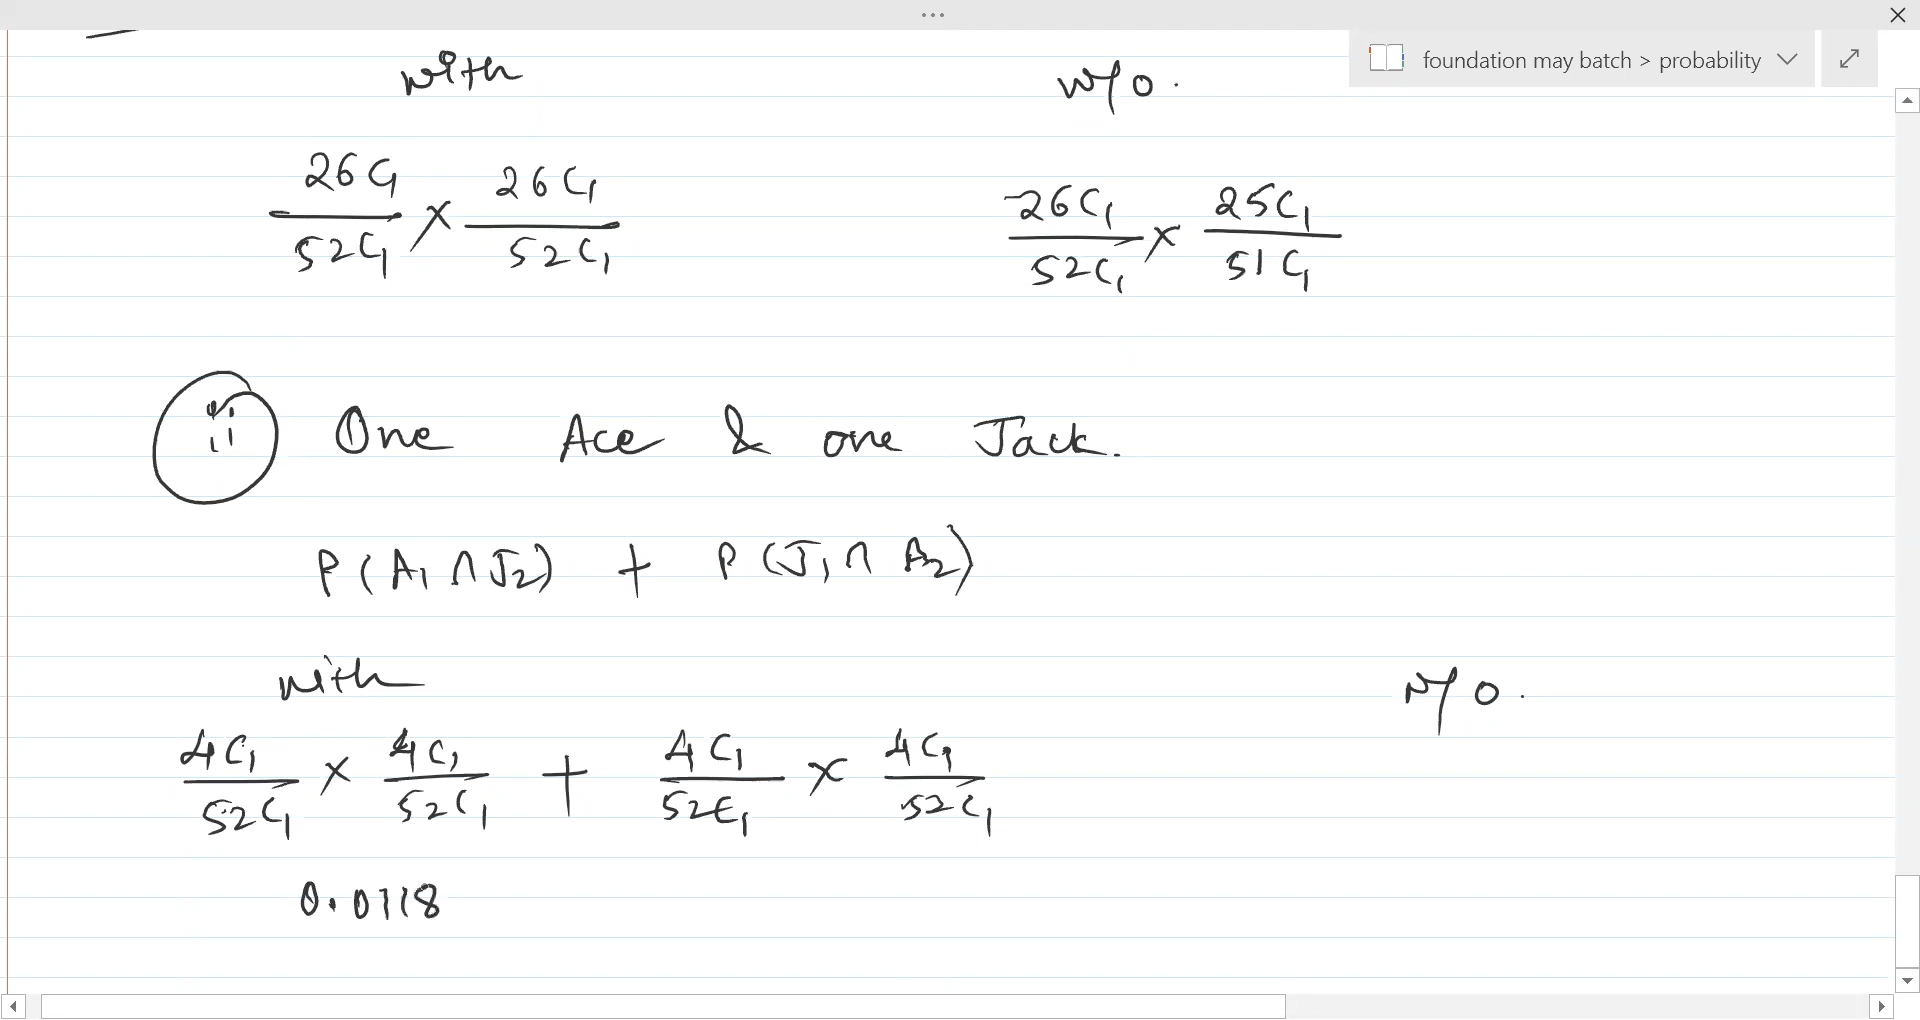 foundation may batch > probability
with w/o.
26C1/52C1 × 26C1/52C1 26C1/52C1 × 25C1/51C1
ii One Ace & one Jack.
P(A1 ∩ J2) + P(J1 ∩ A2)
with w/o.
4C1/52C1 × 4C1/52C1 + 4C1/52C1 × 4C1/52C1
0.0118